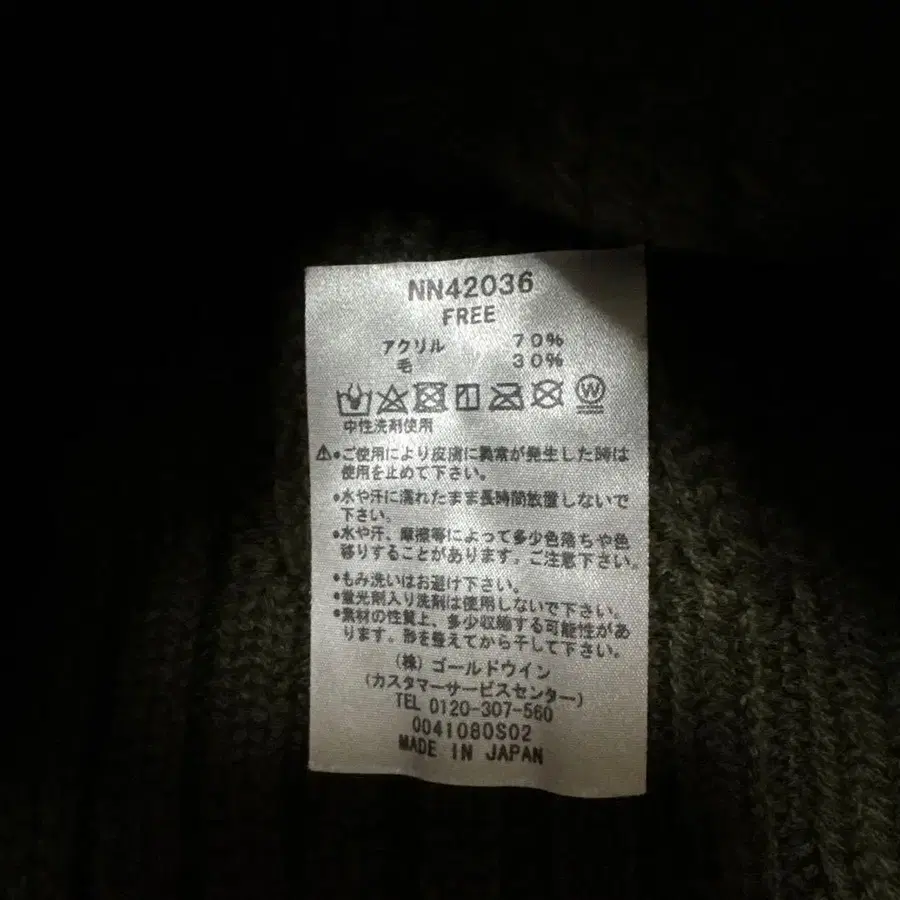 NN42036
FREE
アクリル 70%
毛 30%
W
中性洗剤使用
⚠●ご使用により皮膚に異常が発生した時は
使用を止めて下さい。
●水や汗に濡れたまま長時間放置しないで
下さい。
●水や汗、摩擦等によって多少色落ちや色
移りすることがあります。ご注意下さい。
●もみ洗いはお避け下さい。
●蛍光剤入り洗剤は使用しないで下さい。
●素材の性質上、多少収縮する可能性があ
ります。形を整えてから干して下さい。
(株)ゴールドウイン
(カスタマーサービスセンター)
TEL 0120-307-560
0041080S02
MADE IN JAPAN